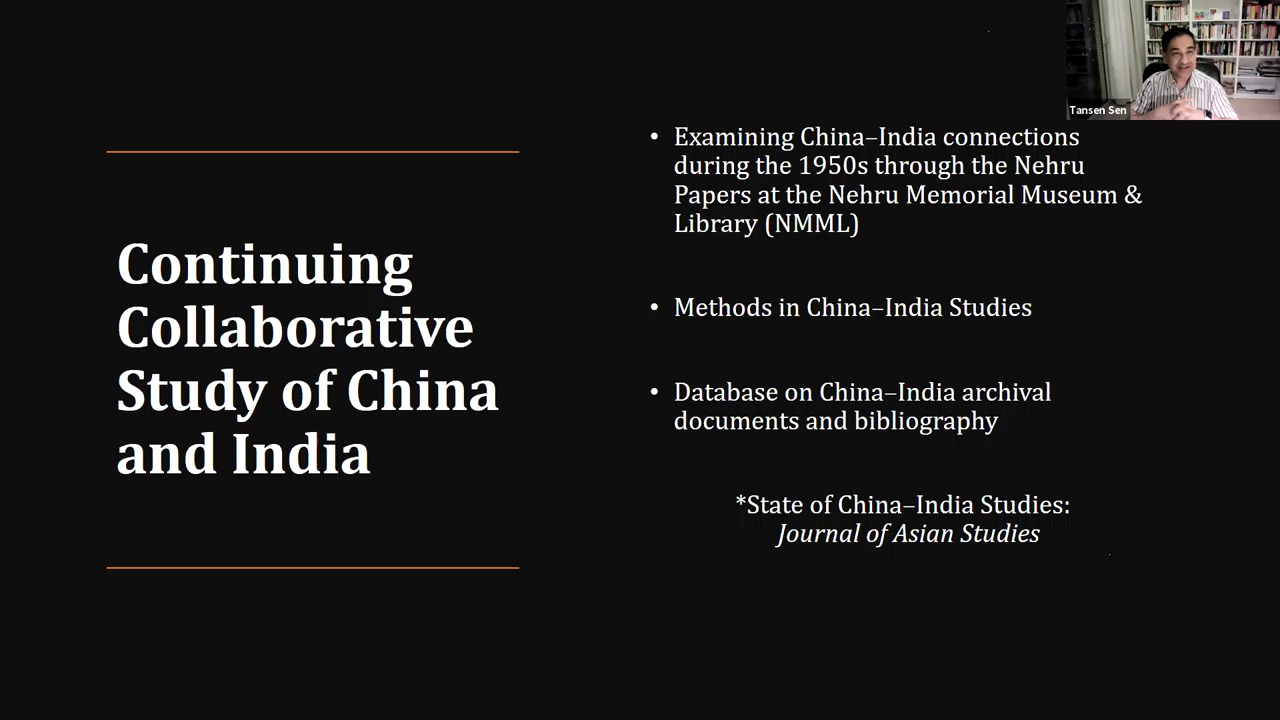 Tansen Sen
Continuing
Collaborative
Study of China
and India
• Examining China–India connections
during the 1950s through the Nehru
Papers at the Nehru Memorial Museum &
Library (NMML)
• Methods in China–India Studies
• Database on China–India archival
documents and bibliography
*State of China–India Studies:
Journal of Asian Studies